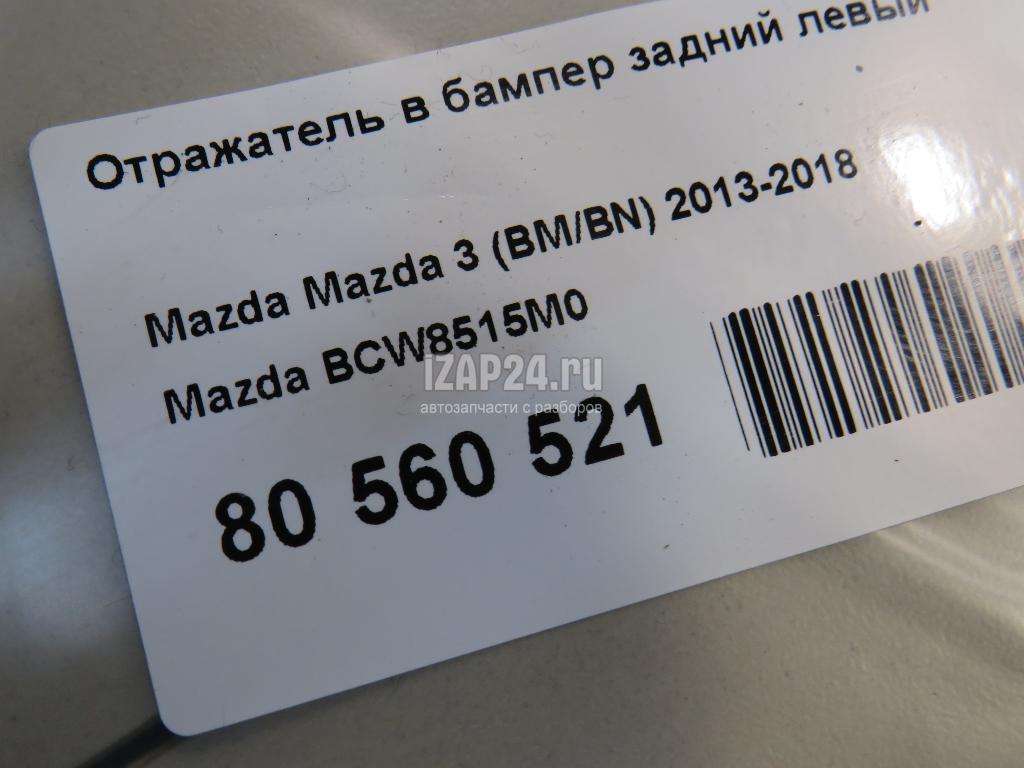 Отражатель в бампер задний левый
Mazda Mazda 3 (BM/BN) 2013-2018
Mazda BCW8515M0
iZAP24.ru
автозапчасти с разборов
80 560 521